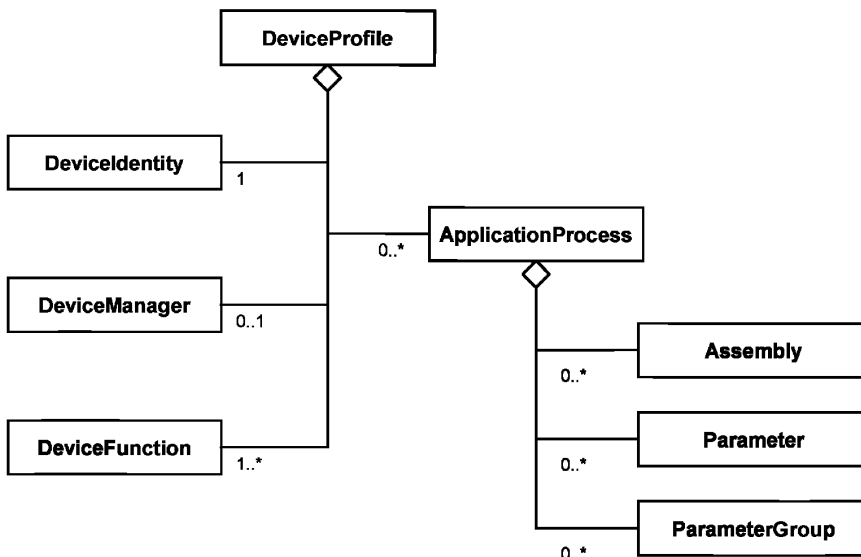 DeviceProfile
DeviceIdentity
1
ApplicationProcess
0..*
DeviceManager
0..1
Assembly
0..*
DeviceFunction
1..*
Parameter
0..*
ParameterGroup
0..*